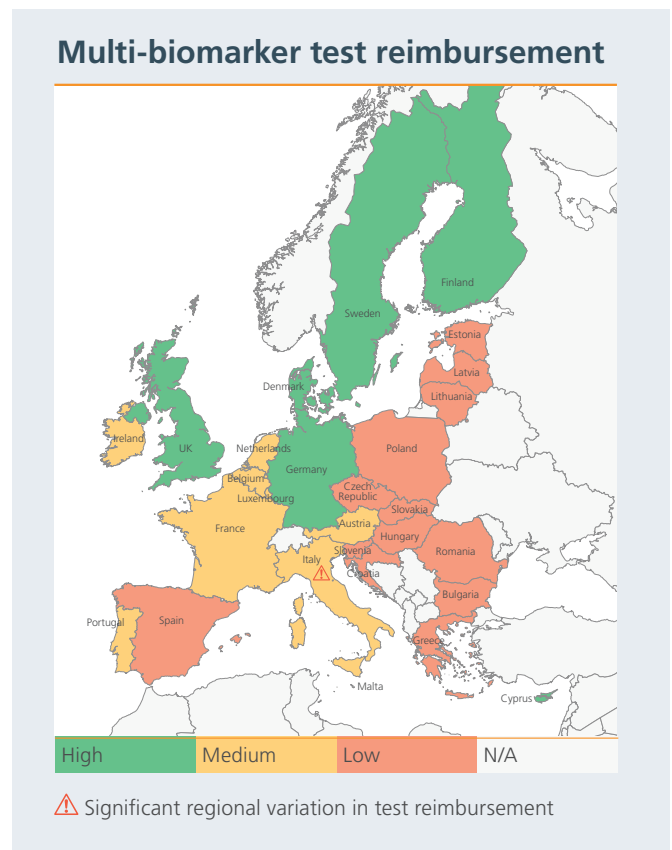 Multi-biomarker test reimbursement
Finland
Sweden
Estonia
Latvia
Denmark
Lithuania
Ireland
UK
Netherlands
Poland
Germany
Belgium
Czech
Republic
Luxembourg
Slovakia
France
Austria
Hungary
Slovenia
Romania
Italy
Croatia
Bulgaria
Portugal
Spain
Greece
Malta
Cyprus
High
Medium
Low
N/A
Significant regional variation in test reimbursement